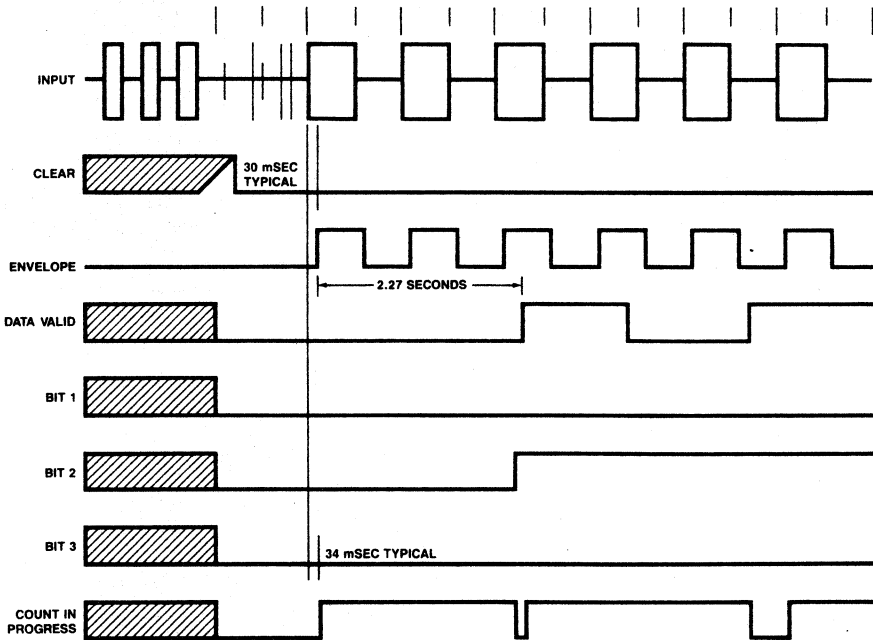 INPUT
CLEAR
30 mSEC
TYPICAL
ENVELOPE
2.27 SECONDS
DATA VALID
BIT 1
BIT 2
BIT 3
34 mSEC TYPICAL
COUNT IN
PROGRESS